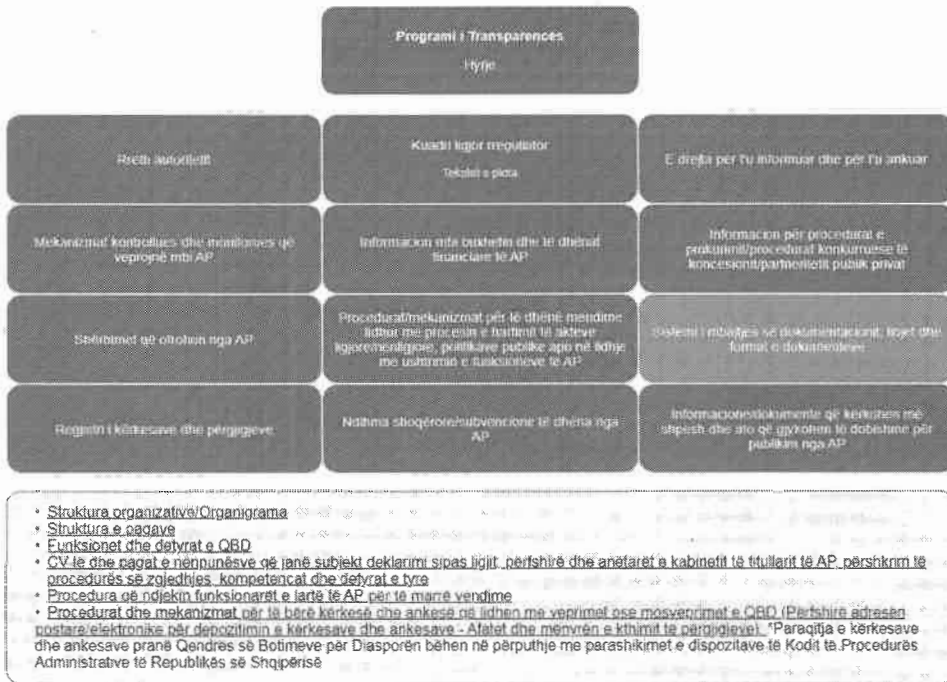 Programi i Transparencës
Hyrje
Rreth autoritetit
Kuadri ligjor rregullator
Tekstet e plota
E drejta për t'u informuar dhe për t'u ankuar
Mekanizmat kontrollues dhe monitorues që
veprojnë mbi AP
Informacion mbi buxhetin dhe të dhënat
financiare të AP
Informacion për procedurat e
prokurimit/procedurat konkurruese të
koncesionit/partneritetit publik privat
Shërbimet që ofrohen nga AP
Procedurat/mekanizmat për të dhënë mendime
lidhur me procesin e hartimit të akteve
ligjore/nënligjore, politikave publike apo në lidhje
me ushtrimin e funksioneve të AP
Sistemi i mbajtjes së dokumentacionit, llojet dhe
format e dokumenteve
Regjistri i kërkesave dhe përgjigjeve
Ndihma shoqërore/subvencione të dhëna nga
AP
Informacione/dokumente që kërkohen më
shpesh dhe ato që gjykohen të dobishme për
publikim nga AP
• Struktura organizative/Organigrama
• Struktura e pagave
• Funksionet dhe detyrat e QBD
• CV-të dhe pagat e nënpunësve që janë subjekt deklarimi sipas ligjit, përfshirë dhe anëtarët e kabinetit të titullarit të AP, përshkrim të
procedurës së zgjedhjes, kompetencat dhe detyrat e tyre
• Procedura që ndjekin funksionarët e lartë të AP për të marrë vendime
• Procedurat dhe mekanizmat për të bërë kërkesë dhe ankesë që lidhen me veprimet ose mosveprimet e QBD (Përfshirë adresën
postare/elektronike për depozitimin e kërkesave dhe ankesave - Afatet dhe mënyrën e kthimit të përgjigjeve). *Paraqitja e kërkesave
dhe ankesave pranë Qendrës së Botimeve për Diasporën bëhen në përputhje me parashikimet e dispozitave të Kodit të Procedurës
Administrative të Republikës së Shqipërisë